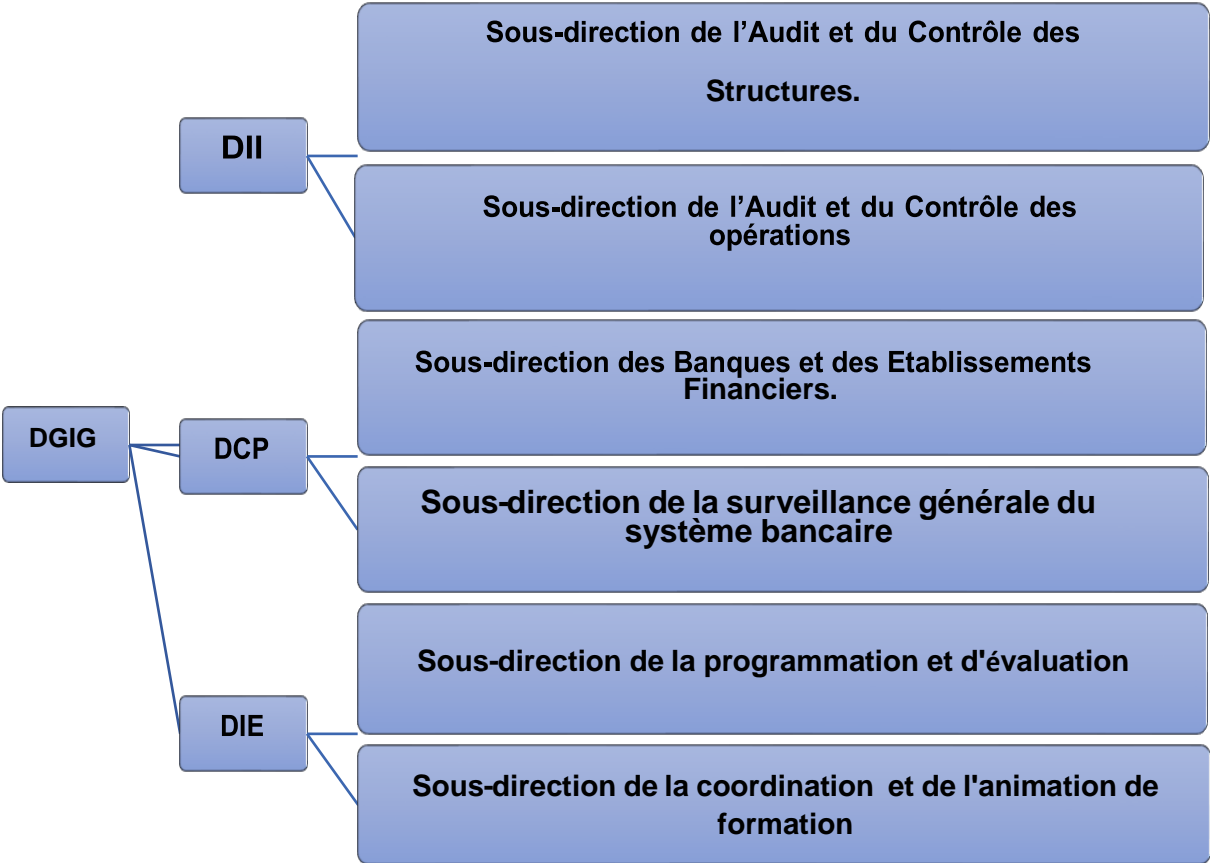 Sous-direction de l’Audit et du Contrôle des
Structures.
DII
Sous-direction de l’Audit et du Contrôle des
opérations
Sous-direction des Banques et des Etablissements
Financiers.
DGIG
DCP
Sous-direction de la surveillance générale du
système bancaire
Sous-direction de la programmation et d'évaluation
DIE
Sous-direction de la coordination et de l'animation de
formation